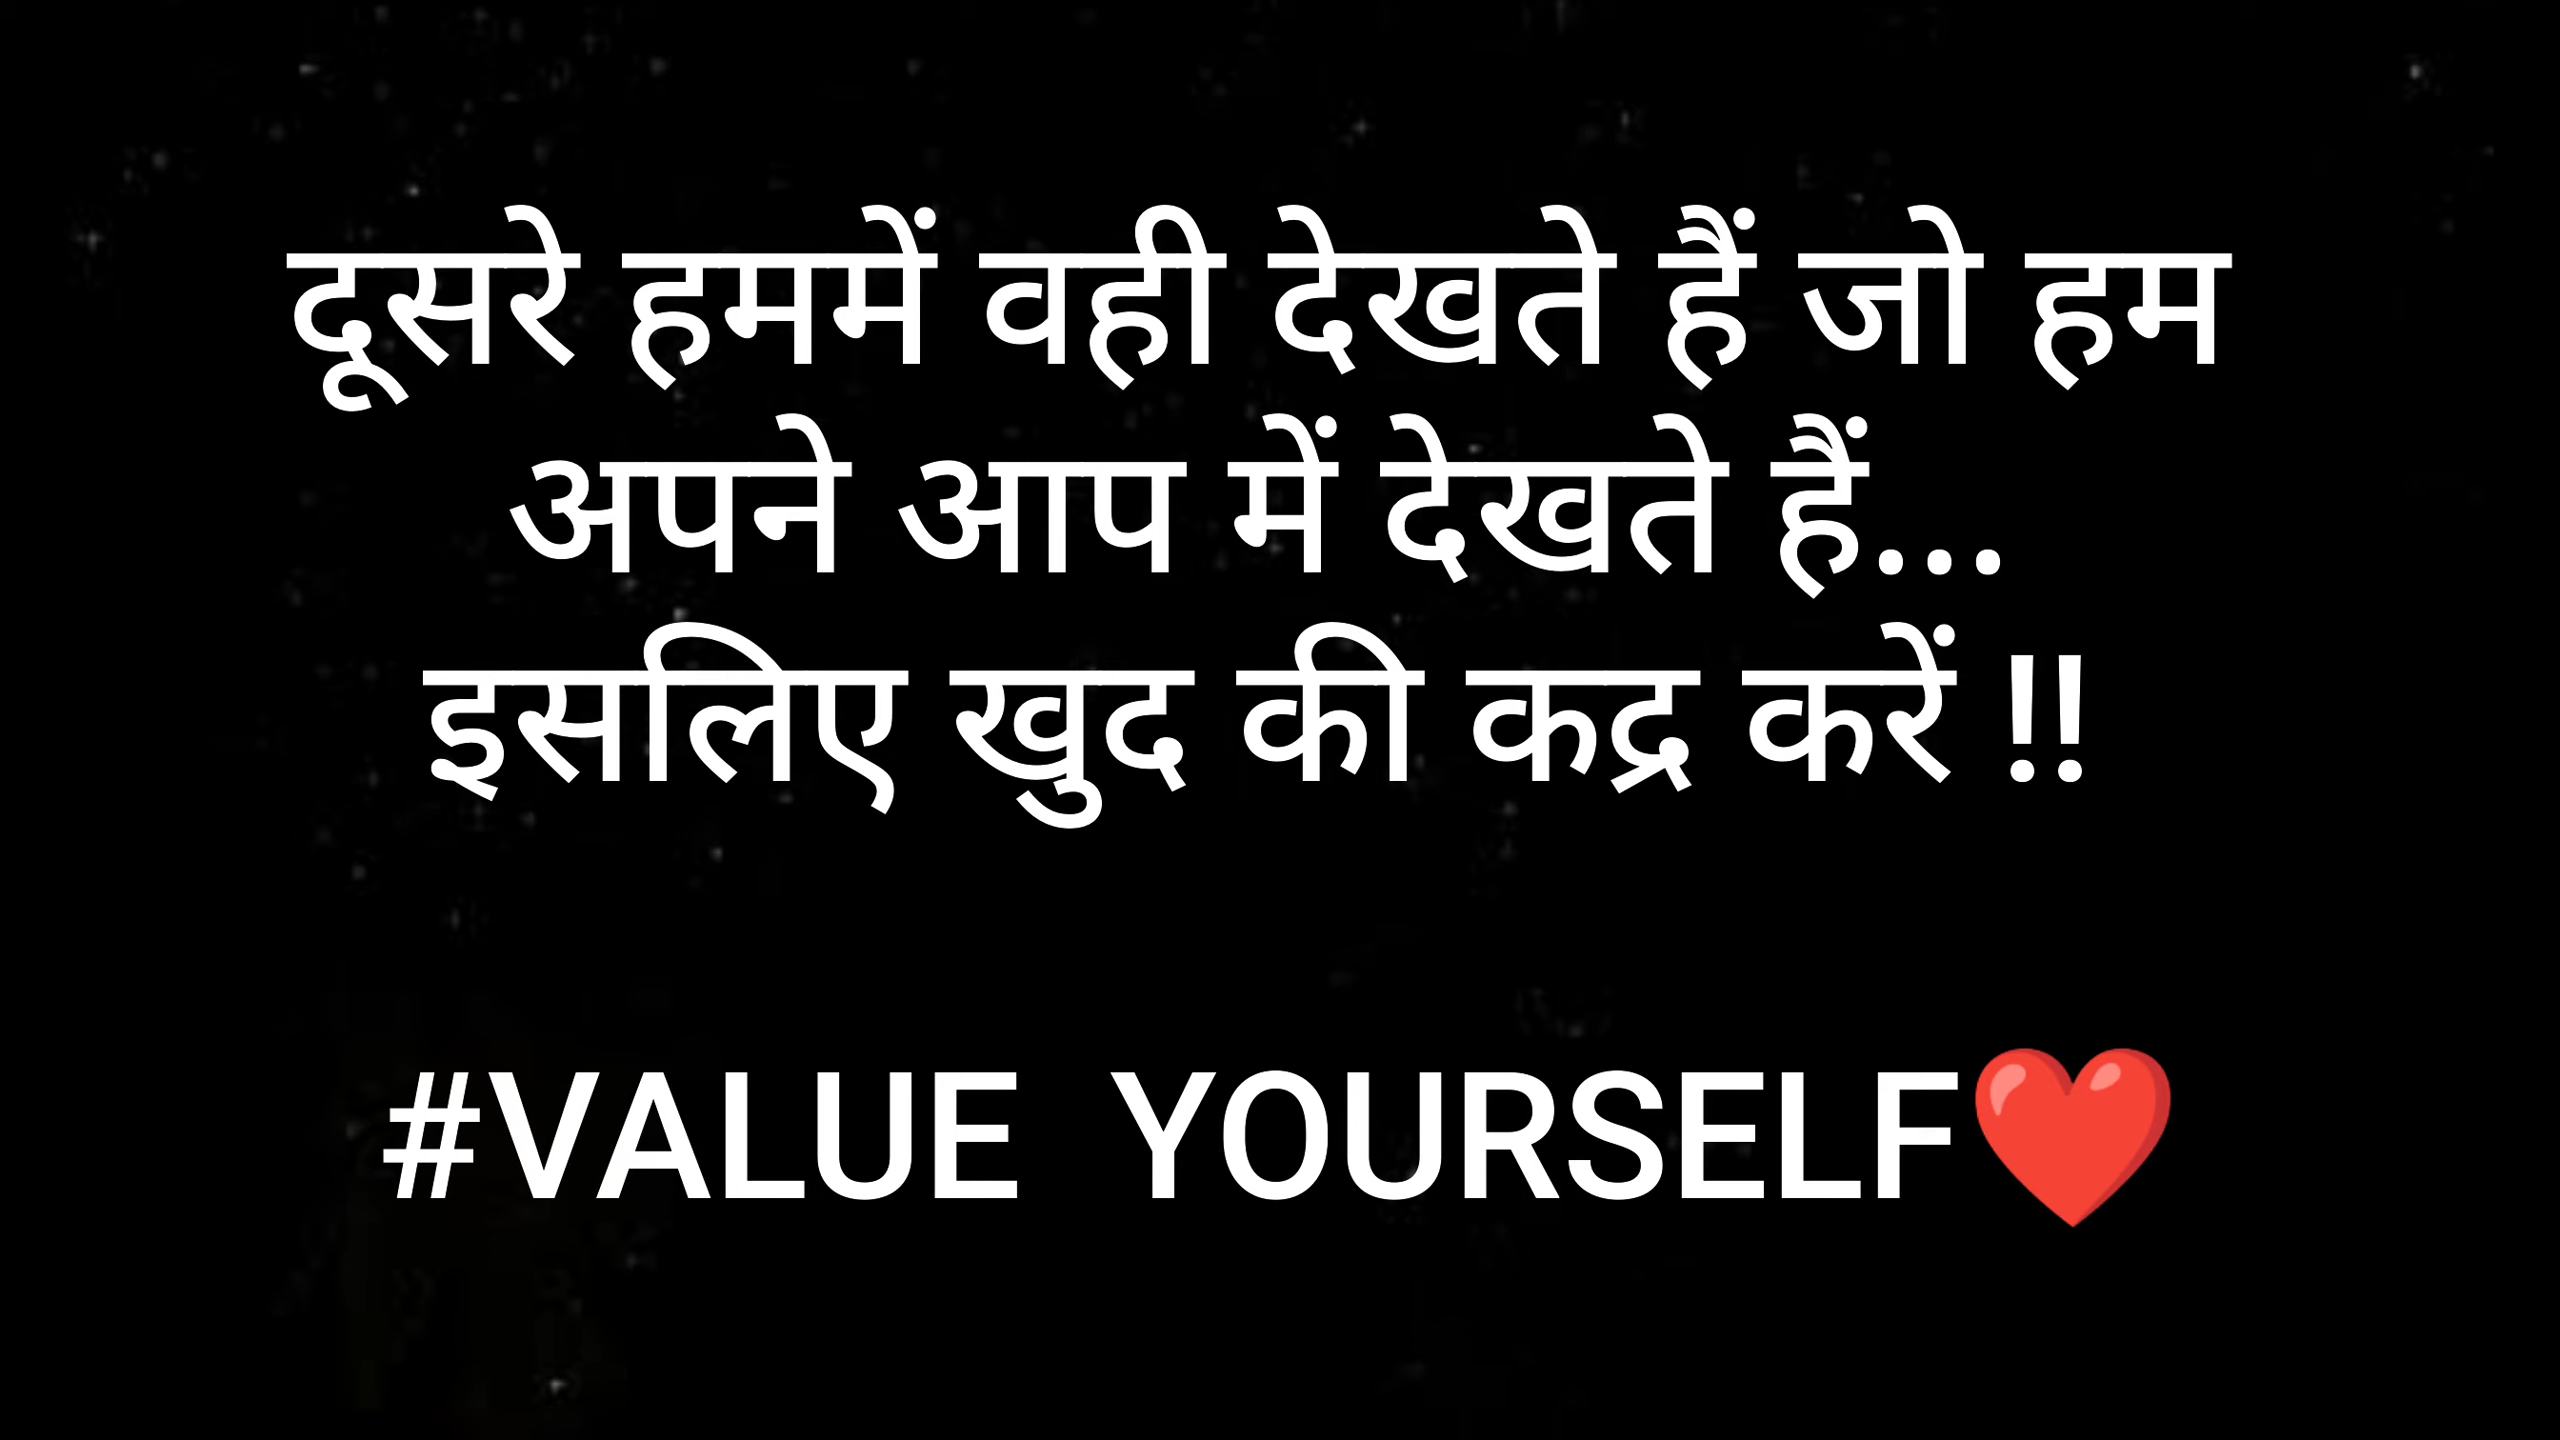 दूसरे हममें वही देखते हैं जो हम
अपने आप में देखते हैं...
इसलिए खुद की कद्र करें !!
#VALUE YOURSELF❤️